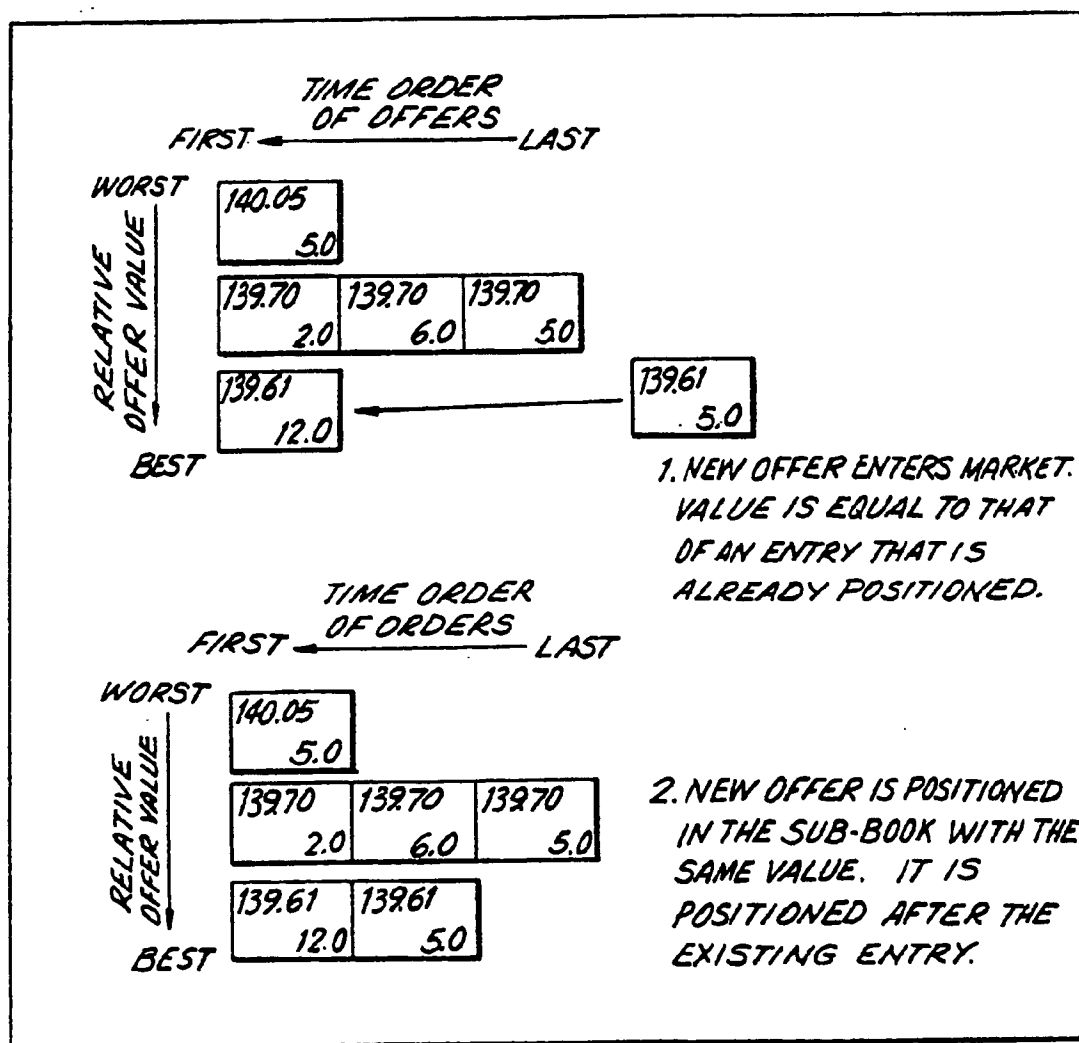 TIME ORDER
OF OFFERS
FIRST LAST
WORST
RELATIVE
OFFER VALUE
BEST
140.05
5.0
139.70 139.70 139.70
2.0 6.0 5.0
139.61 139.61
12.0 5.0
1. NEW OFFER ENTERS MARKET.
VALUE IS EQUAL TO THAT
OF AN ENTRY THAT IS
ALREADY POSITIONED.
TIME ORDER
OF ORDERS
FIRST LAST
WORST
RELATIVE
OFFER VALUE
BEST
140.05
5.0
139.70 139.70 139.70
2.0 6.0 5.0
139.61 139.61
12.0 5.0
2. NEW OFFER IS POSITIONED
IN THE SUB-BOOK WITH THE
SAME VALUE. IT IS
POSITIONED AFTER THE
EXISTING ENTRY.